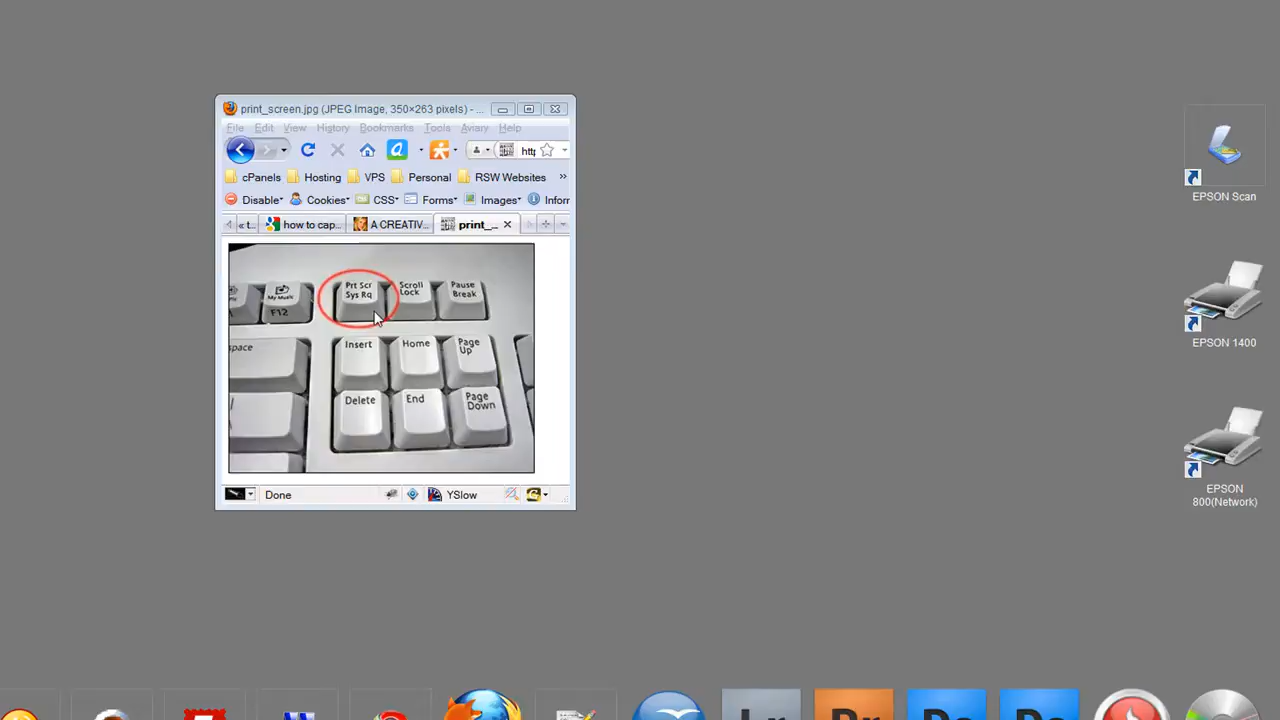 print_screen.jpg (JPEG Image, 350×263 pixels) - ...
File Edit View History Bookmarks Tools Aviary Help
a http
cPanels Hosting VPS Personal RSW Websites »
Disable▾ Cookies▾ CSS▾ Forms▾ Images▾ Infor
« t... how to cap... A CREATIV... print_...
Prt Scr
Sys Rq
Scroll
Lock
Pause
Break
My Music
F12
Insert
Home
Page
Up
space
Delete
End
Page
Down
Done YSlow
EPSON Scan
EPSON 1400
EPSON
800(Network)